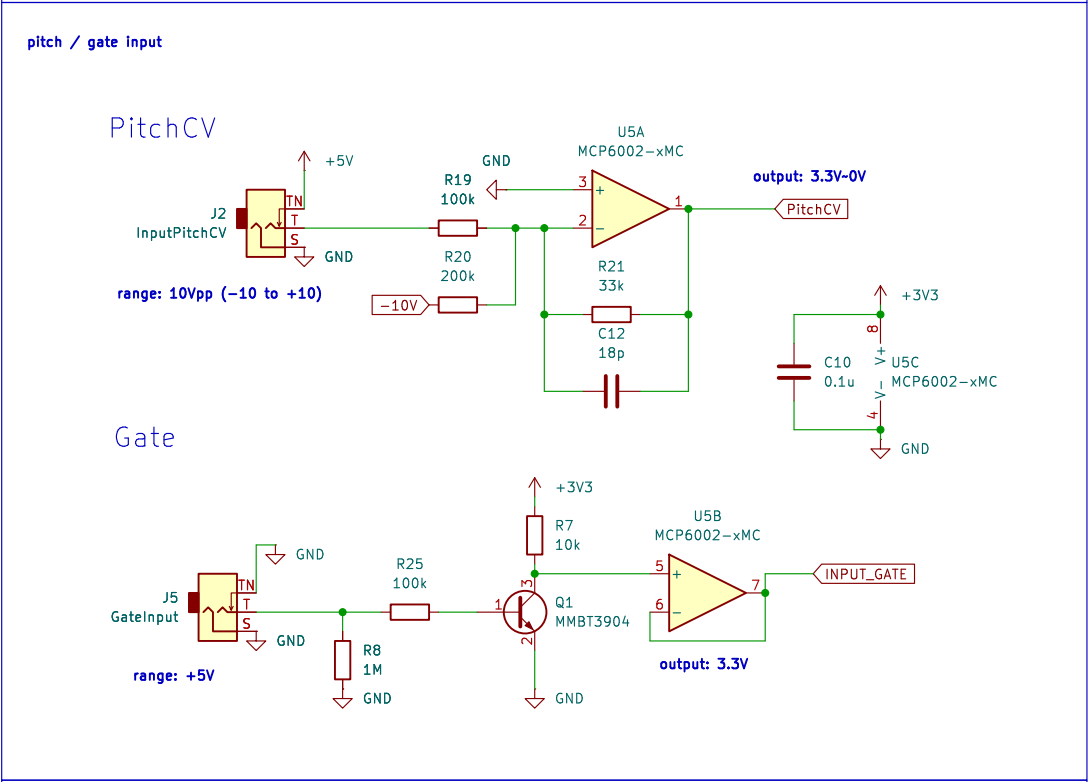 pitch / gate input
PitchCV
+5V
TN
T
S
J2
InputPitchCV
GND
range: 10Vpp (-10 to +10)
R19
100k
R20
200k
-10V
GND
U5A
MCP6002-xMC
3
+
2
-
1
R21
33k
C12
18p
output: 3.3V~0V
PitchCV
+3V3
8
V+
V-
4
C10
0.1u
U5C
MCP6002-xMC
GND
Gate
GND
TN
T
S
J5
GateInput
GND
range: +5V
R25
100k
R8
1M
GND
+3V3
R7
10k
3
1
2
Q1
MMBT3904
GND
U5B
MCP6002-xMC
5
+
6
-
7
INPUT_GATE
output: 3.3V